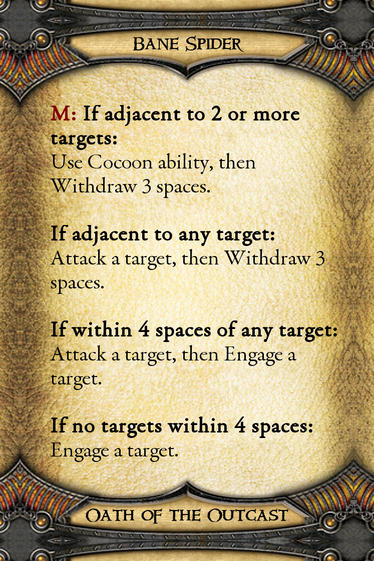 Bane Spider
M: If adjacent to 2 or more
targets:
Use Cocoon ability, then
Withdraw 3 spaces.
If adjacent to any target:
Attack a target, then Withdraw 3
spaces.
If within 4 spaces of any target:
Attack a target, then Engage a
target.
If no targets within 4 spaces:
Engage a target.
Oath of the Outcast